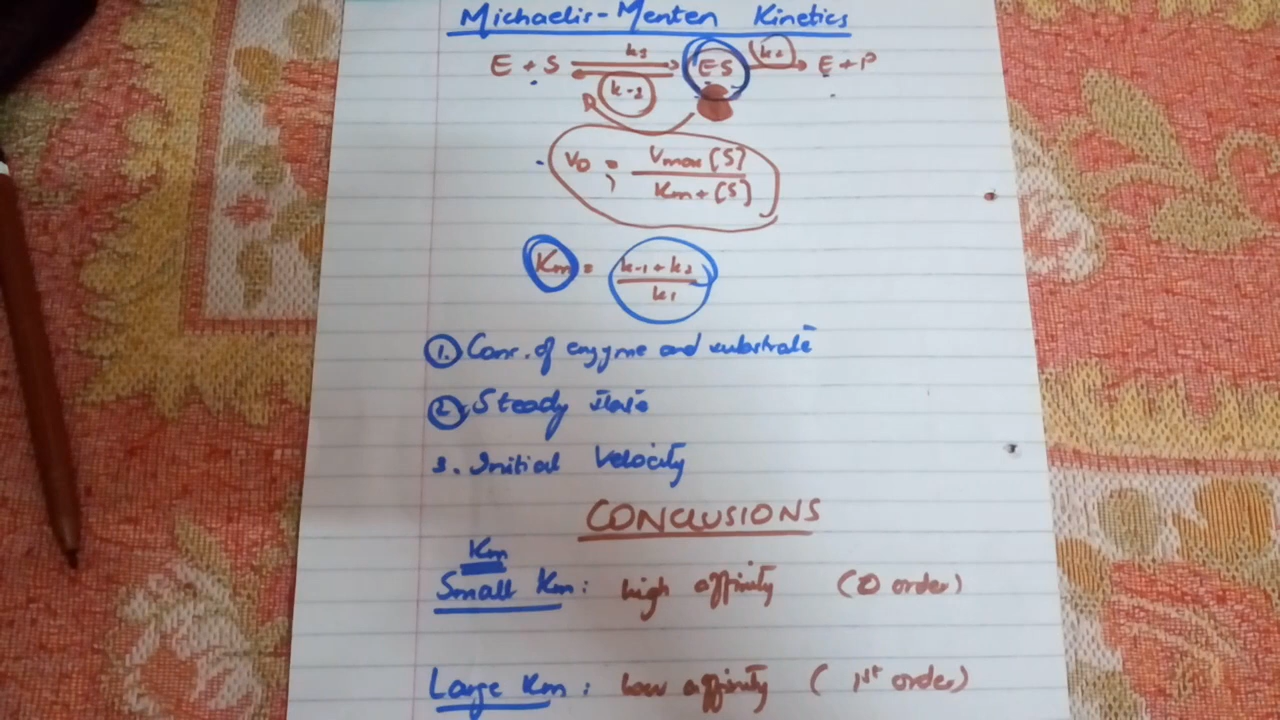 Michaelis-Menten Kinetics
E + S k1 ES k2 E + P
k-1
Vo = Vmax [S]
Km + [S]
Km = k-1 + k2
k1
1. Conc. of enzyme and substrate
2. Steady state
3. Initial Velocity
CONCLUSIONS
Km
Small Km: high affinity (0 order)
Large Km: low affinity (1st order)